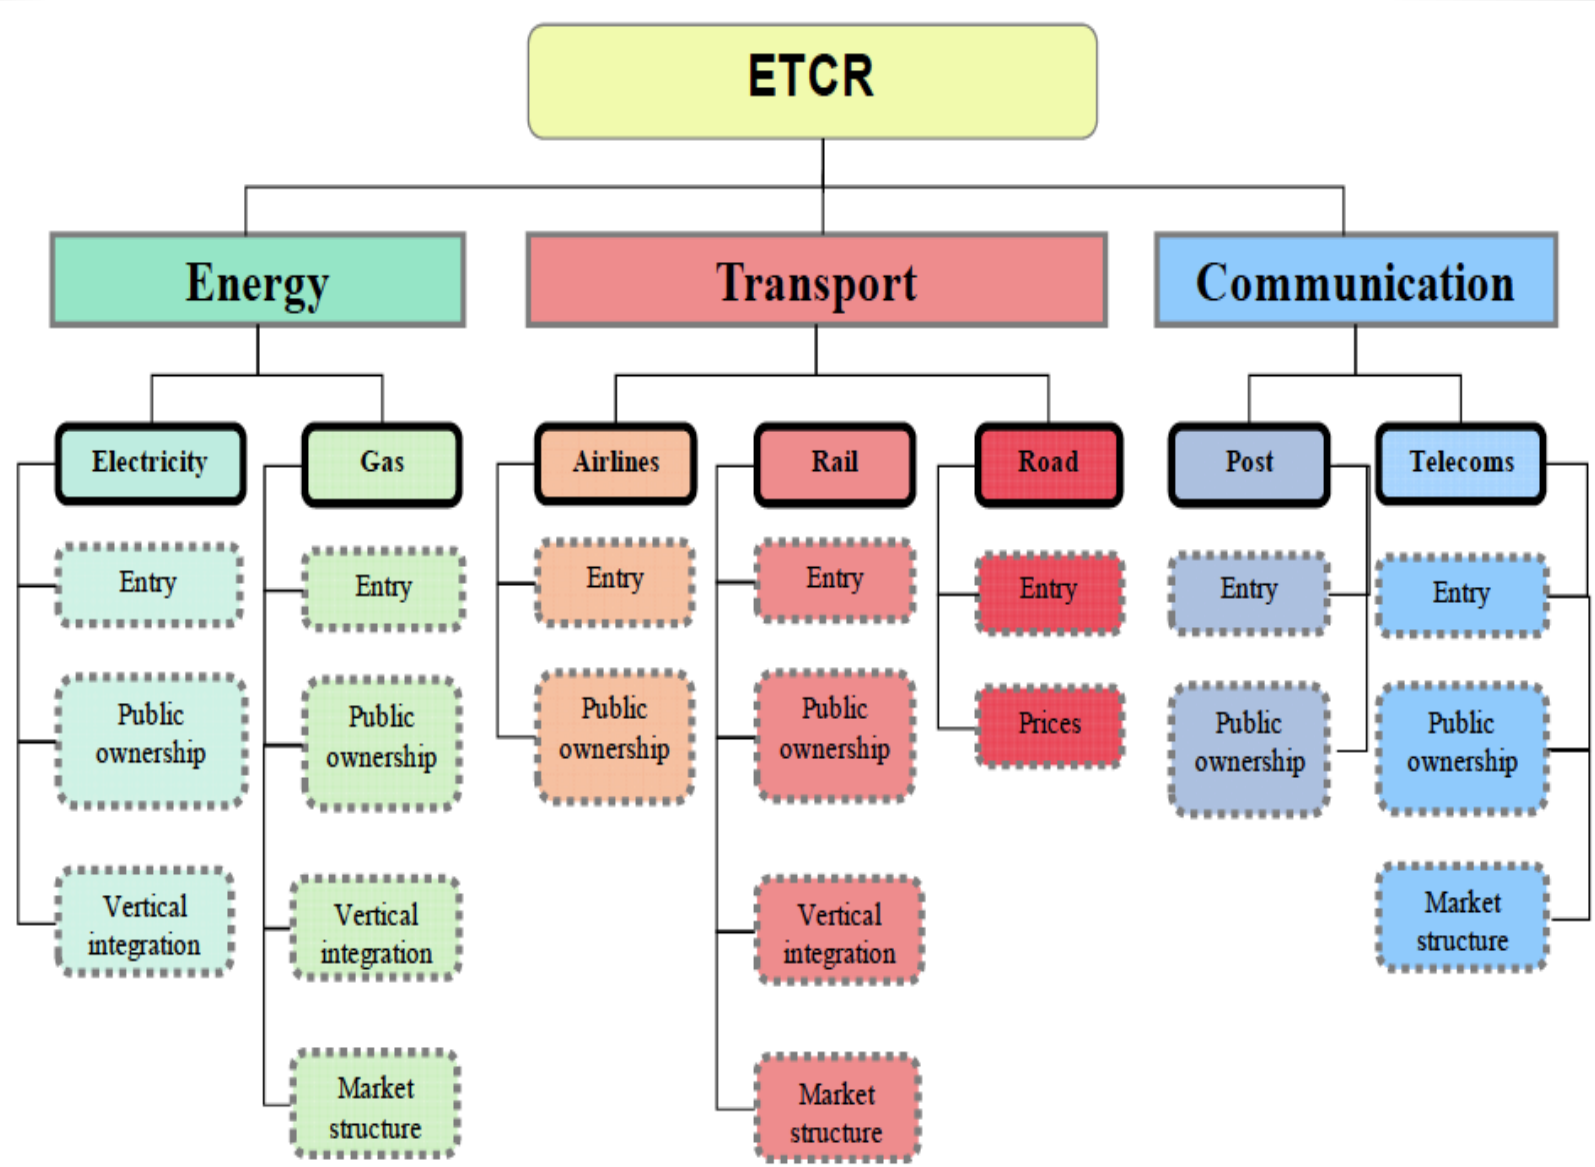 ETCR
Energy
Transport
Communication
Electricity
Gas
Airlines
Rail
Road
Post
Telecoms
Entry
Entry
Entry
Entry
Entry
Entry
Entry
Public
ownership
Public
ownership
Public
ownership
Public
ownership
Prices
Public
ownership
Public
ownership
Vertical
integration
Vertical
integration
Vertical
integration
Market
structure
Market
structure
Market
structure